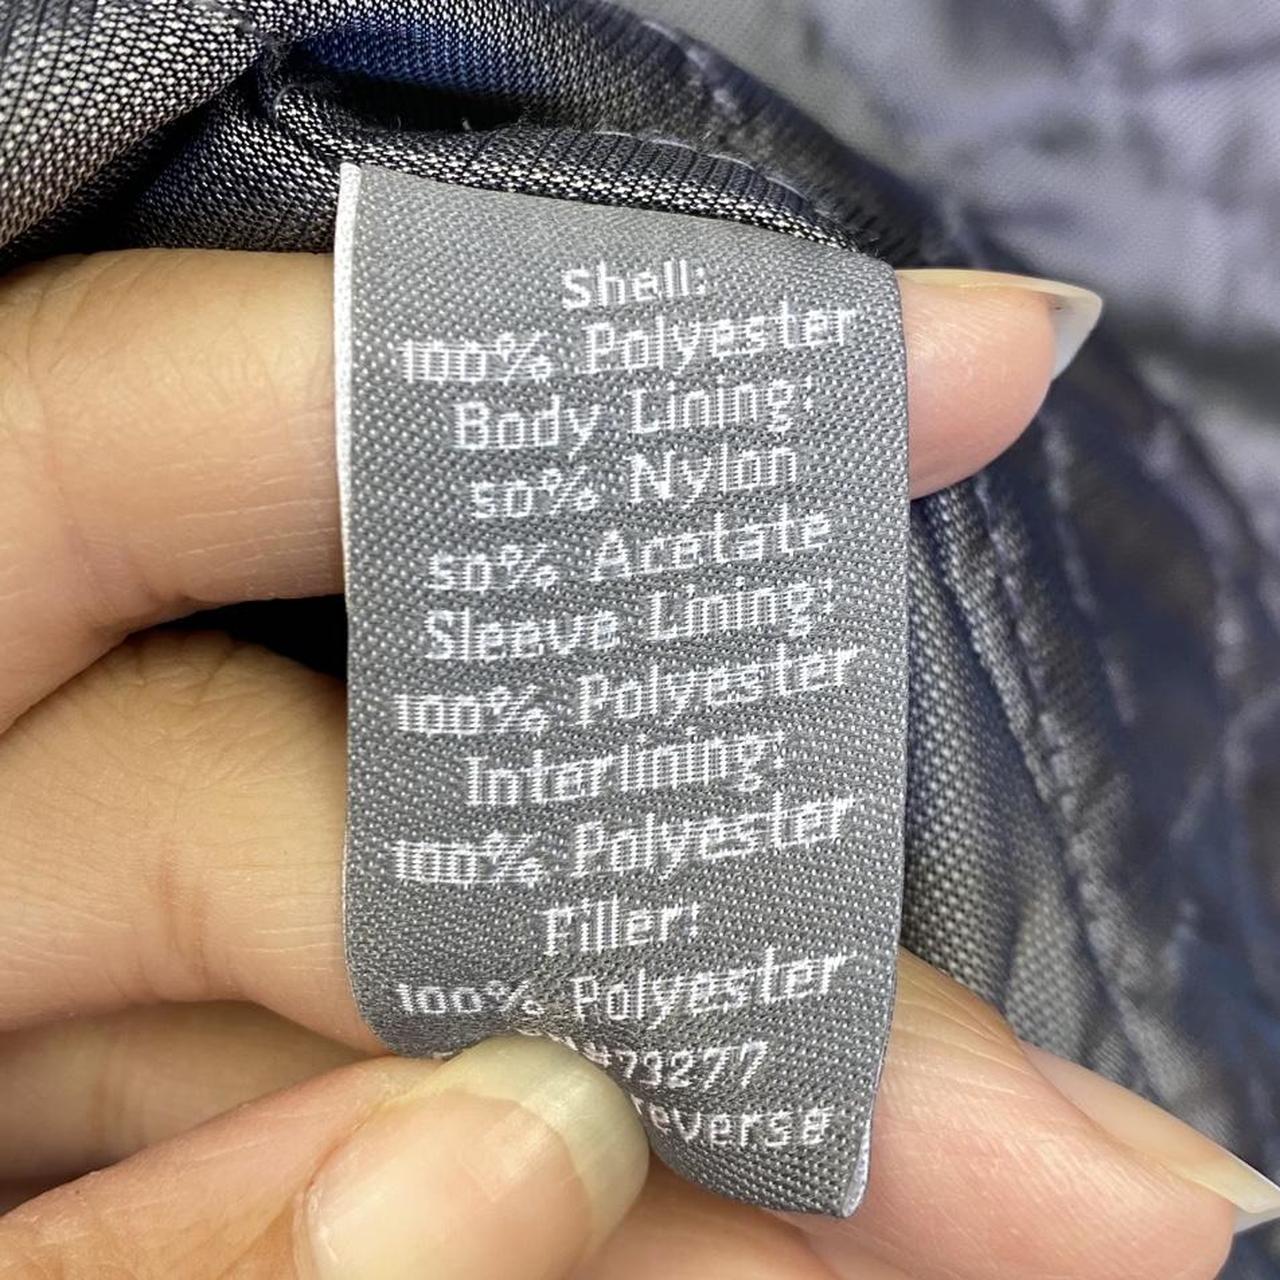 Shell:
100% Polyester
Body Lining:
50% Nylon
50% Acetate
Sleeve Lining:
100% Polyester
Interlining:
100% Polyester
Filler:
100% Polyester